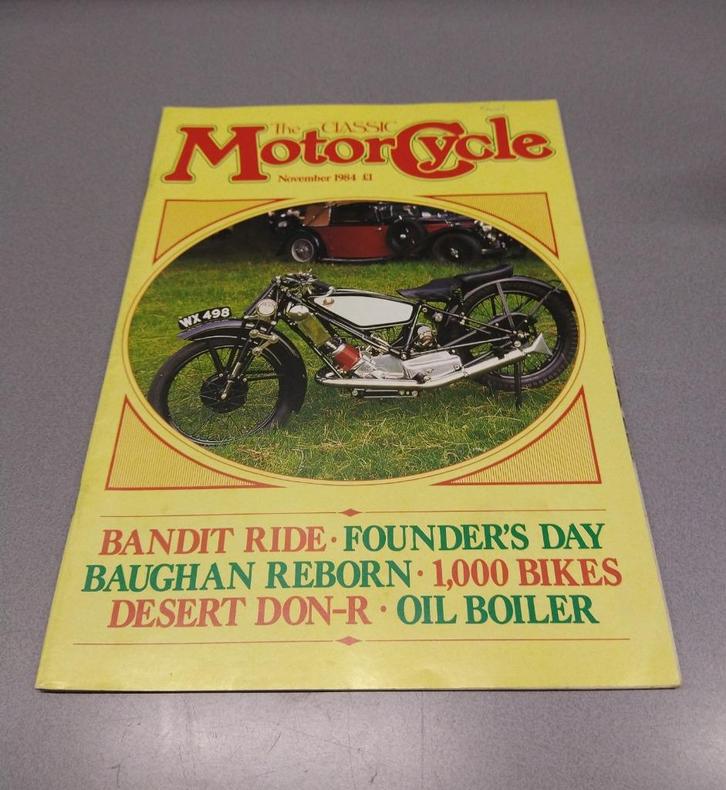 The CLASSIC
MotorCycle
November 1984 £1
WX 498
BANDIT RIDE · FOUNDER'S DAY
BAUGHAN REBORN · 1,000 BIKES
DESERT DON-R · OIL BOILER